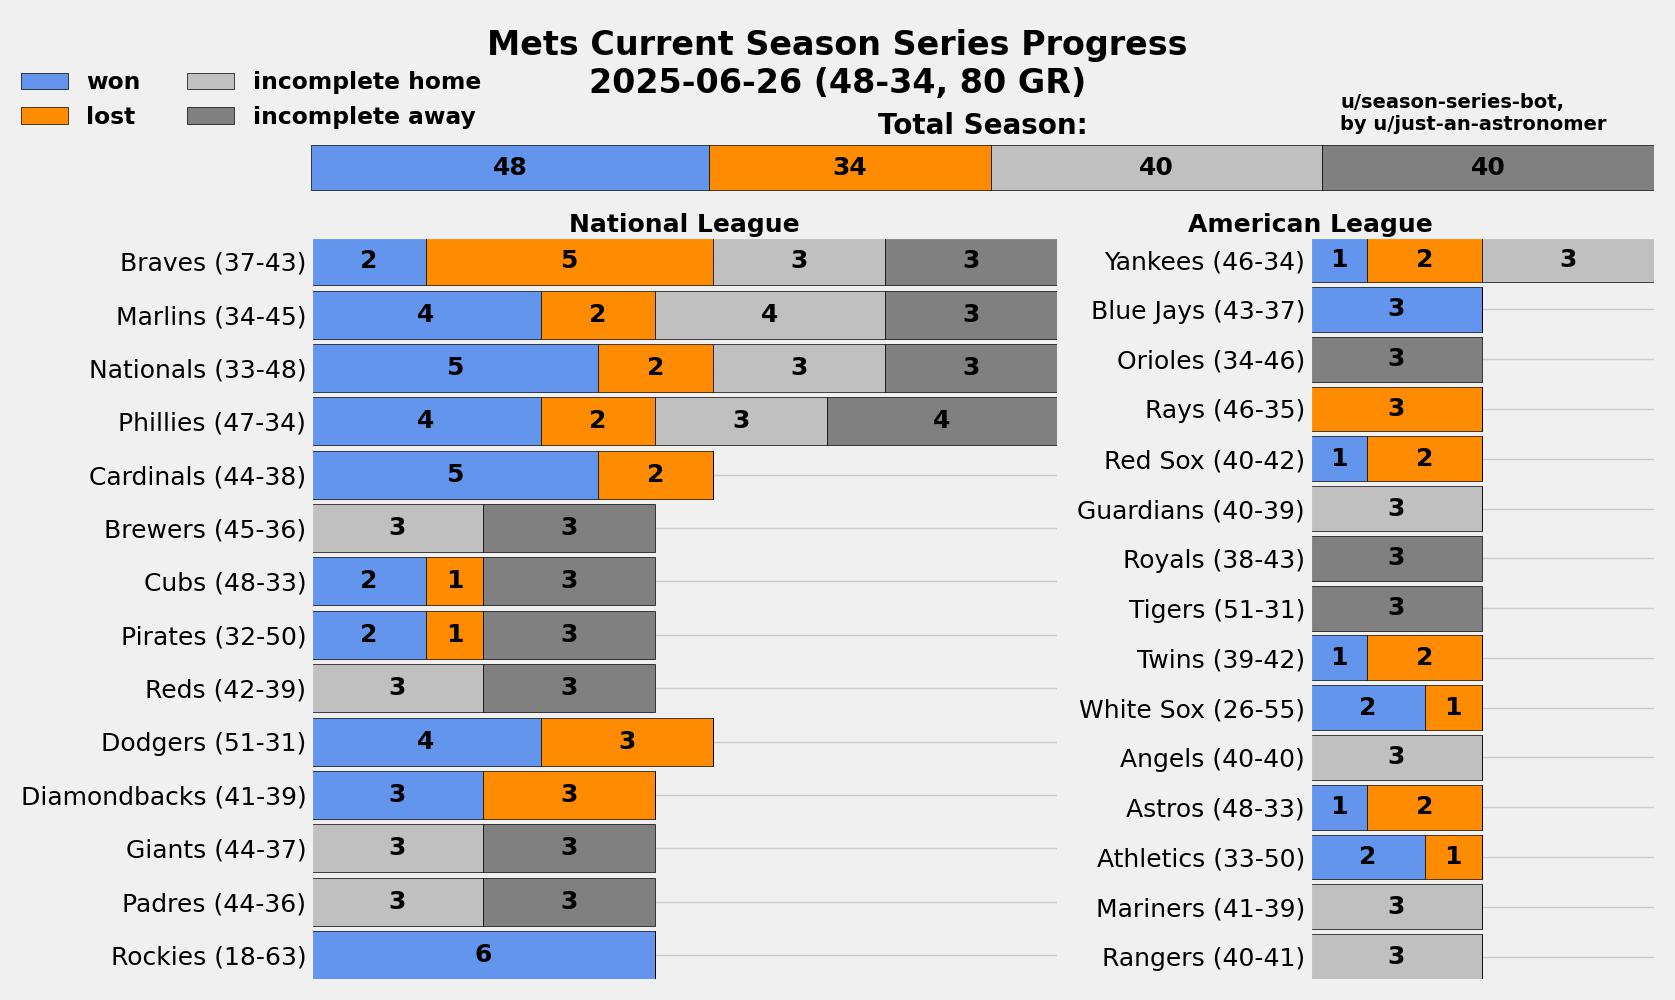 Mets Current Season Series Progress
2025-06-26 (48-34, 80 GR)
won
incomplete home
lost
incomplete away
u/season-series-bot,
by u/just-an-astronomer
Total Season:
48 34 40 40
National League
Braves (37-43) 2 5 3 3
Marlins (34-45) 4 2 4 3
Nationals (33-48) 5 2 3 3
Phillies (47-34) 4 2 3 4
Cardinals (44-38) 5 2
Brewers (45-36) 3 3
Cubs (48-33) 2 1 3
Pirates (32-50) 2 1 3
Reds (42-39) 3 3
Dodgers (51-31) 4 3
Diamondbacks (41-39) 3 3
Giants (44-37) 3 3
Padres (44-36) 3 3
Rockies (18-63) 6
American League
Yankees (46-34) 1 2 3
Blue Jays (43-37) 3
Orioles (34-46) 3
Rays (46-35) 3
Red Sox (40-42) 1 2
Guardians (40-39) 3
Royals (38-43) 3
Tigers (51-31) 3
Twins (39-42) 1 2
White Sox (26-55) 2 1
Angels (40-40) 3
Astros (48-33) 1 2
Athletics (33-50) 2 1
Mariners (41-39) 3
Rangers (40-41) 3